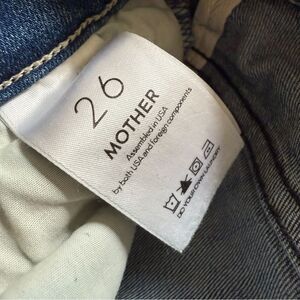 26
MOTHER
Assembled in USA
by both USA and foreign components
DO YOUR OWN LAUNDRY